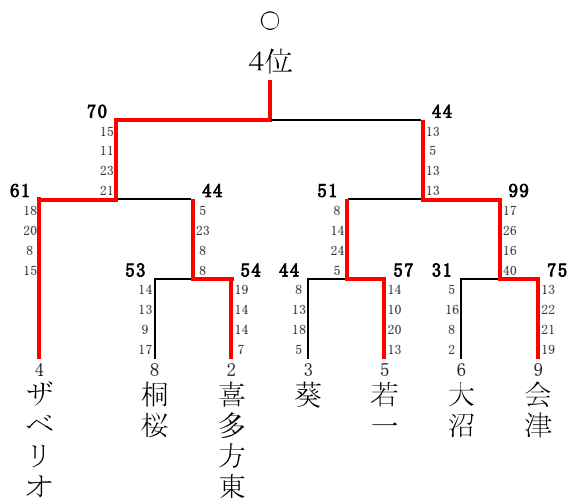 ○
4位
70 44
15 13
11 5
23 13
21 13
61 44 51 99
18 5 8 17
20 23 14 26
8 8 24 16
15 8 5 40
53 54 44 57 31 75
14 19 8 14 5 13
13 14 13 10 16 22
9 14 18 20 8 21
17 7 5 13 2 19
4 8 2 3 5 6 9
ザベリオ
桐桜
喜多方東
葵
若一
大沼
会津